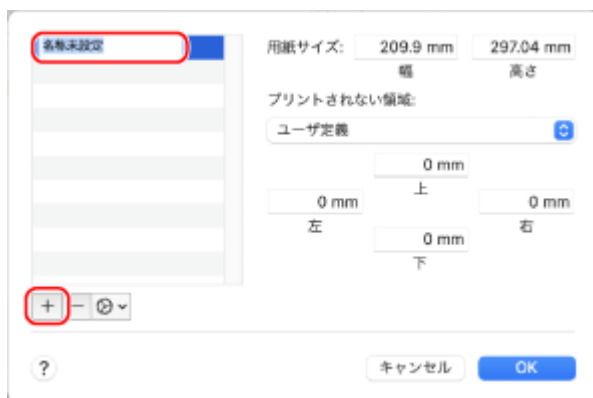 名称未設定
用紙サイズ: 209.9 mm 297.04 mm
幅 高さ
プリントされない領域:
ユーザ定義
0 mm
上
0 mm 0 mm
左 右
0 mm
下
+ −
?
キャンセル OK